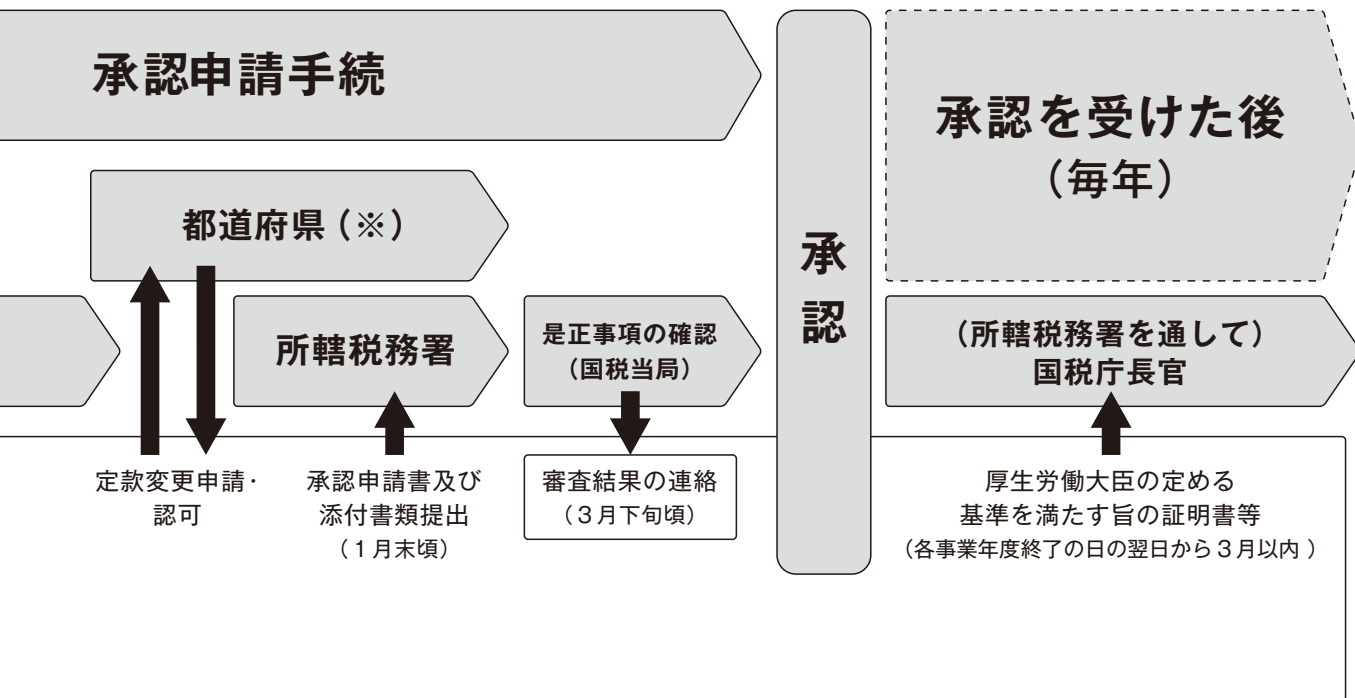 承認申請手続
承認を受けた後
（毎年）
都道府県（※）
承認
所轄税務署
是正事項の確認
（国税当局）
（所轄税務署を通して）
国税庁長官
定款変更申請・
認可
承認申請書及び
添付書類提出
（１月末頃）
審査結果の連絡
（３月下旬頃）
厚生労働大臣の定める
基準を満たす旨の証明書等
（各事業年度終了の日の翌日から３月以内 ）